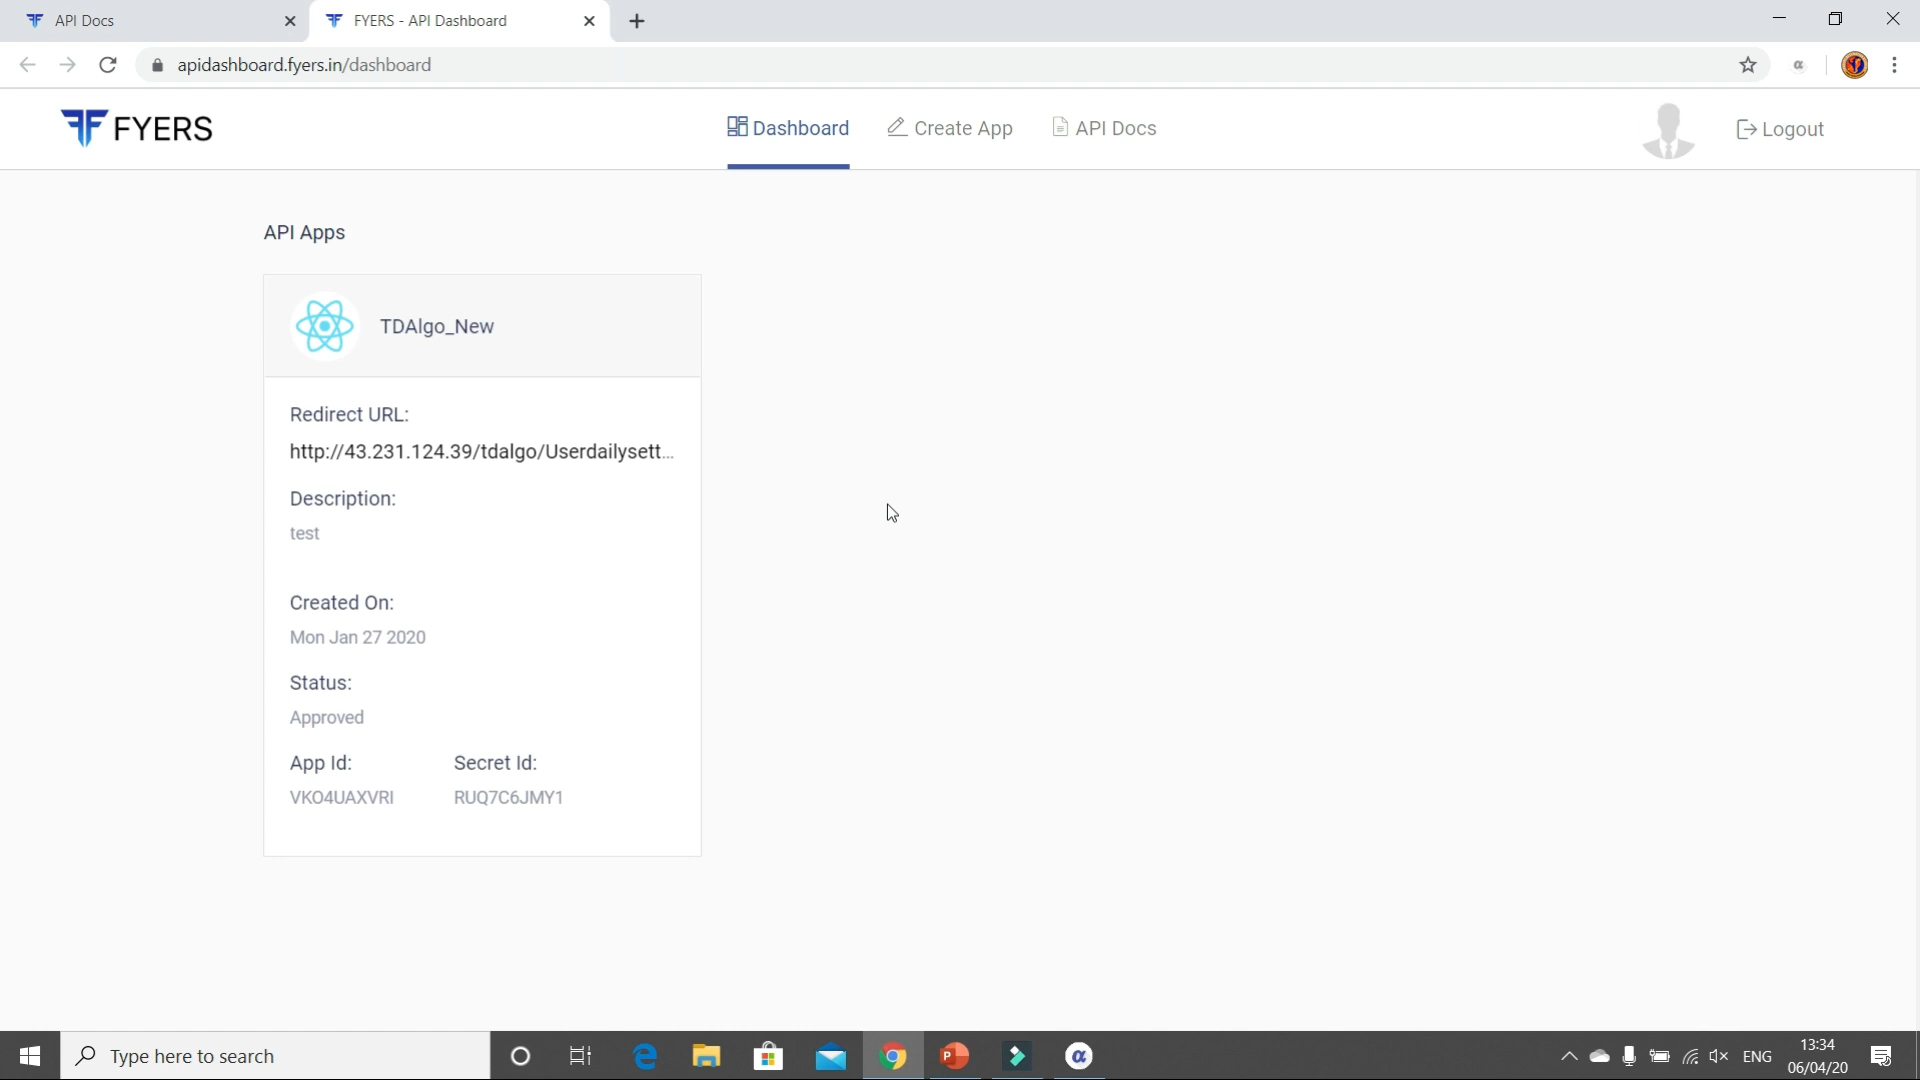 API Docs
FYERS - API Dashboard
apidashboard.fyers.in/dashboard
α
FYERS
Dashboard
Create App
API Docs
Logout
API Apps
TDAlgo_New
Redirect URL:
http://43.231.124.39/tdalgo/Userdailysett...
Description:
test
Created On:
Mon Jan 27 2020
Status:
Approved
App Id:
Secret Id:
VKO4UAXVRI
RUQ7C6JMY1
Type here to search
ENG
13:34
06/04/20